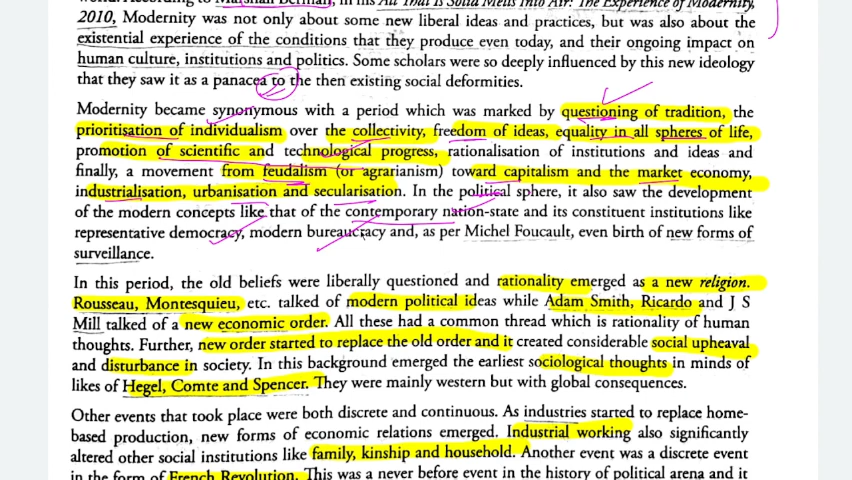 world. According to Marshall Berman, in his All That Is Solid Melts Into Air: The Experience of Modernity,
2010, Modernity was not only about some new liberal ideas and practices, but was also about the
existential experience of the conditions that they produce even today, and their ongoing impact on
human culture, institutions and politics. Some scholars were so deeply influenced by this new ideology
that they saw it as a panacea to the then existing social deformities.
Modernity became synonymous with a period which was marked by questioning of tradition, the
prioritisation of individualism over the collectivity, freedom of ideas, equality in all spheres of life,
promotion of scientific and technological progress, rationalisation of institutions and ideas and
finally, a movement from feudalism (or agrarianism) toward capitalism and the market economy,
industrialisation, urbanisation and secularisation. In the political sphere, it also saw the development
of the modern concepts like that of the contemporary nation-state and its constituent institutions like
representative democracy, modern bureaucracy and, as per Michel Foucault, even birth of new forms of
surveillance.
In this period, the old beliefs were liberally questioned and rationality emerged as a new religion.
Rousseau, Montesquieu, etc. talked of modern political ideas while Adam Smith, Ricardo and J S
Mill talked of a new economic order. All these had a common thread which is rationality of human
thoughts. Further, new order started to replace the old order and it created considerable social upheaval
and disturbance in society. In this background emerged the earliest sociological thoughts in minds of
likes of Hegel, Comte and Spencer. They were mainly western but with global consequences.
Other events that took place were both discrete and continuous. As industries started to replace home-
based production, new forms of economic relations emerged. Industrial working also significantly
altered other social institutions like family, kinship and household. Another event was a discrete event
in the form of French Revolution. This was a never before event in the history of political arena and it